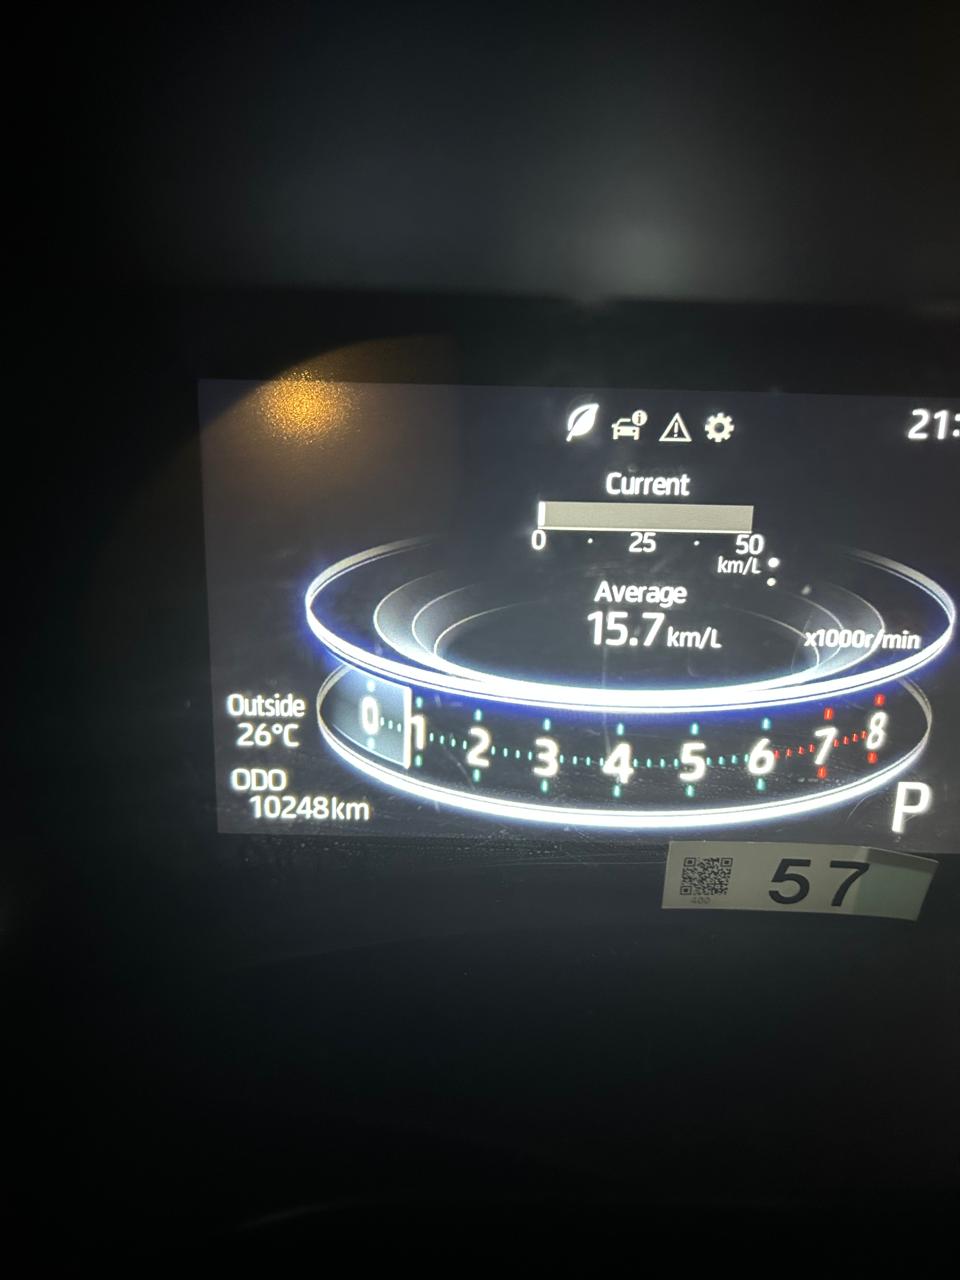 21:
Current
0 · 25 · 50
km/L
Average
15.7 km/L
x1000r/min
0 1 2 3 4 5 6 7 8
Outside
26°C
ODO
10248km
P
57
400